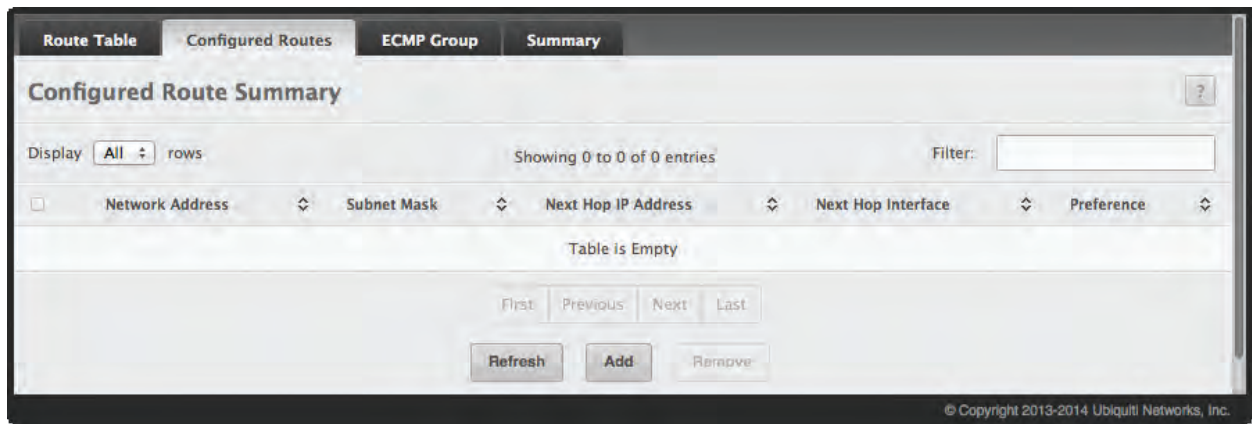 Route Table Configured Routes ECMP Group Summary
Configured Route Summary ?
Display All rows Showing 0 to 0 of 0 entries Filter:
Network Address Subnet Mask Next Hop IP Address Next Hop Interface Preference
Table is Empty
First Previous Next Last
Refresh Add Remove
© Copyright 2013-2014 Ubiquiti Networks, Inc.